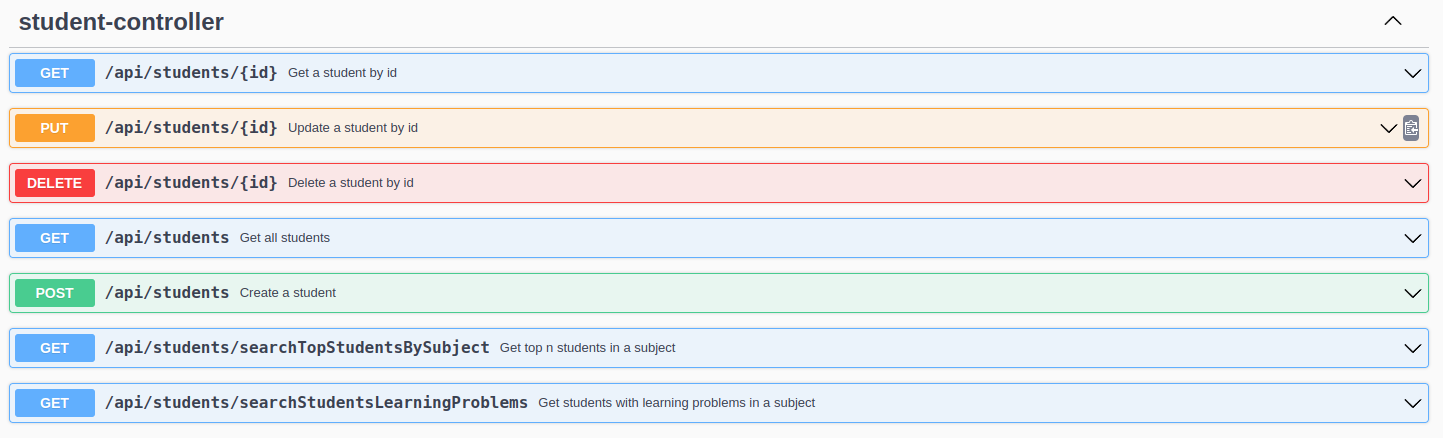 student-controller
GET /api/students/{id} Get a student by id
PUT /api/students/{id} Update a student by id
DELETE /api/students/{id} Delete a student by id
GET /api/students Get all students
POST /api/students Create a student
GET /api/students/searchTopStudentsBySubject Get top n students in a subject
GET /api/students/searchStudentsLearningProblems Get students with learning problems in a subject